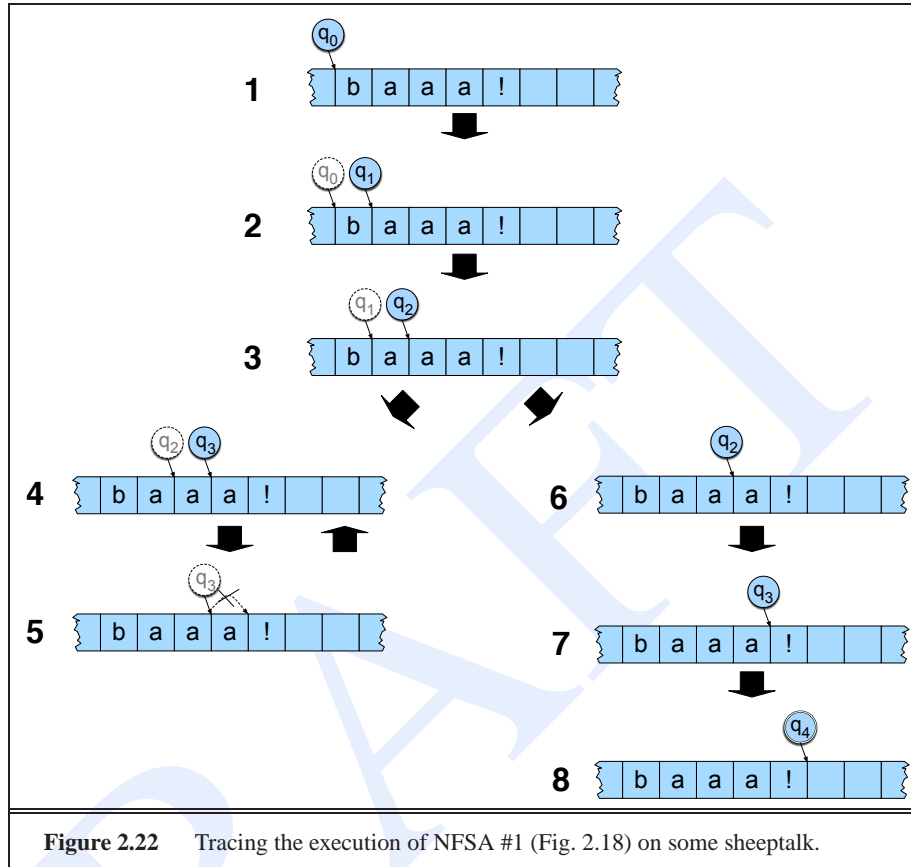 q0
1 b a a a !
q0 q1
2 b a a a !
q1 q2
3 b a a a !
q2 q3
4 b a a a !
q2
6 b a a a !
q3
5 b a a a !
q3
7 b a a a !
q4
8 b a a a !
DRAFT
Figure 2.22 Tracing the execution of NFSA #1 (Fig. 2.18) on some sheeptalk.